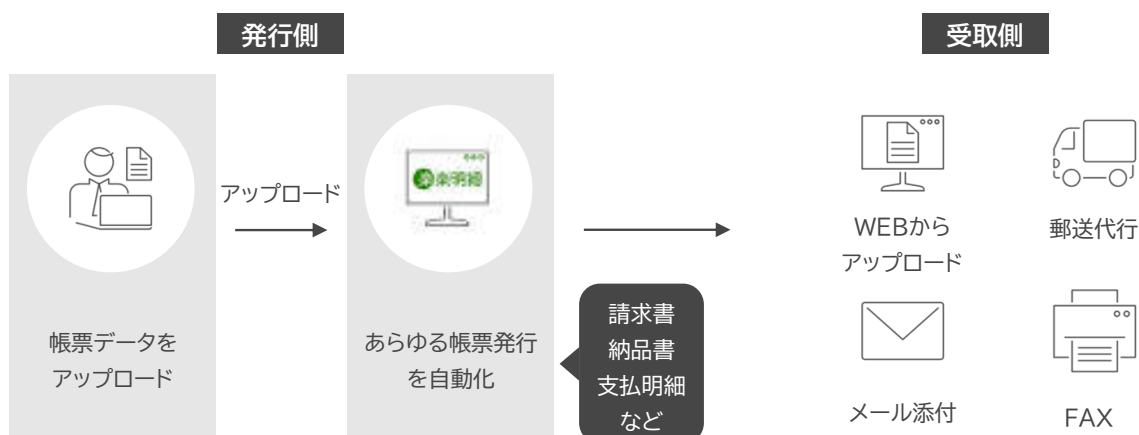 発行側
受取側
アップロード
楽明細
帳票データを
アップロード
あらゆる帳票発行
を自動化
請求書
納品書
支払明細
など
WEBから
アップロード
郵送代行
メール添付
FAX